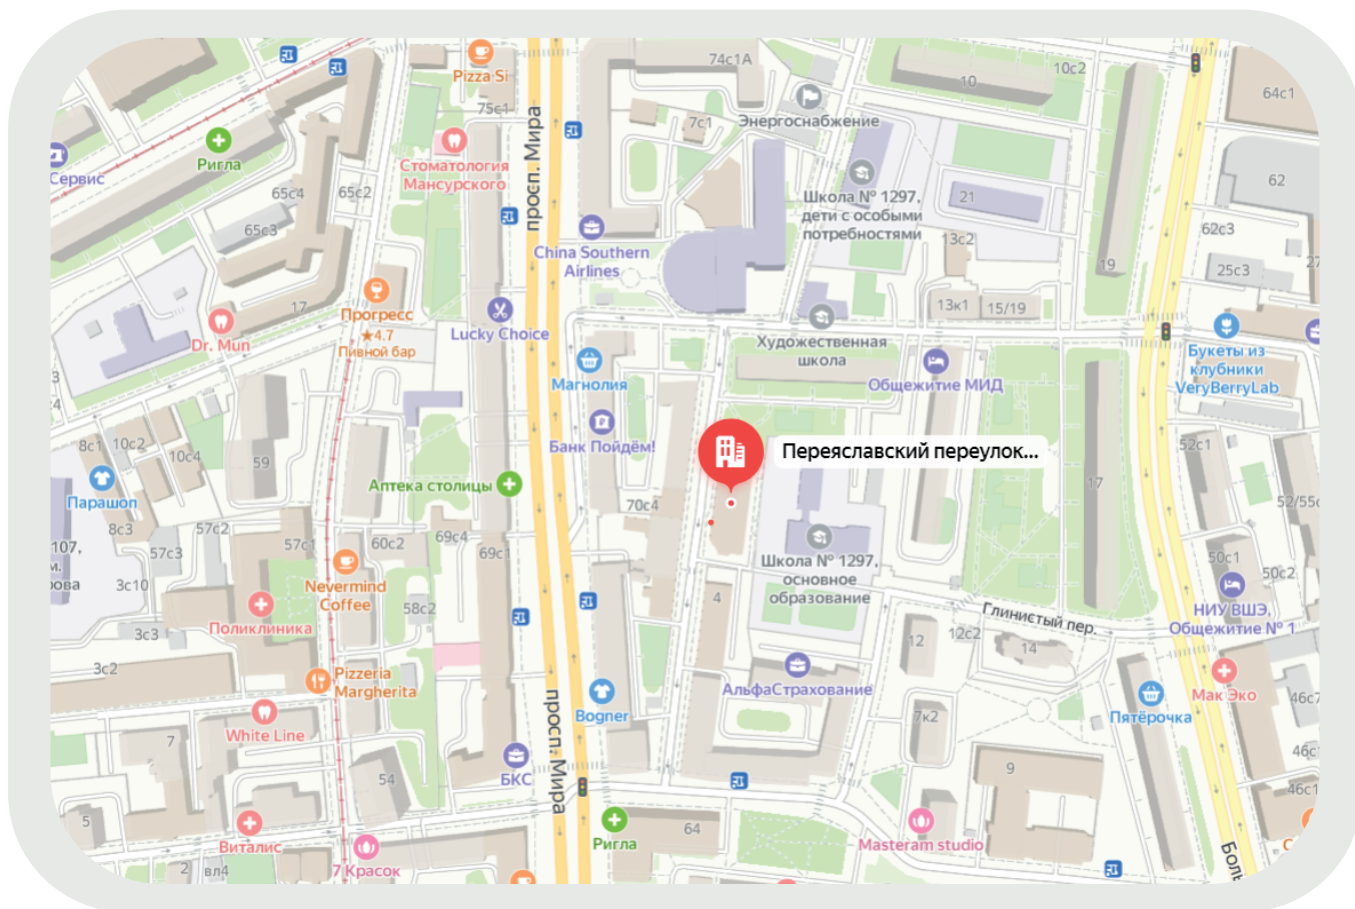 74с1А
10
10с2
64с1
Pizza Si
75с1
просп. Мира
7с1
Энергоснабжение
Ригла
Сервис
Стоматология
Мансурского
65с4
65с2
65с3
62
21
Школа № 1297,
дети с особыми
потребностями
62с3
13с2
China Southern
Airlines
19
25с3
27
17
Прогресс
4.7
Пивной бар
Dr. Mun
Lucky Choice
13к1
15/19
Художественная
школа
Букеты из
клубники
VeryBerryLab
Магнолия
Общежитие МИД
3
4
8с1
10с2
10с4
59
Банк Пойдём!
Переяславский переулок...
52с1
Парашоп
Аптека столицы
17
52/55с
70с4
8с3
57с2
57с3
57с1
60с2
69с4
69с1
107,
м.
рова
3с10
Школа № 1297,
основное
образование
50с1
50с2
Nevermind
Coffee
58с2
4
Глинистый пер.
НИУ ВШЭ,
Общежитие № 1
Поликлиника
3с3
12
12с2
14
3с2
Pizzeria
Margherita
АльфаСтрахование
Мак Эко
46с7
White Line
Bogner
7к2
Пятёрочка
просп. Мира
7
54
БКС
9
46с
46с1
5
Виталис
Ригла
64
Masteram studio
2
вл4
7 Красок
Боль